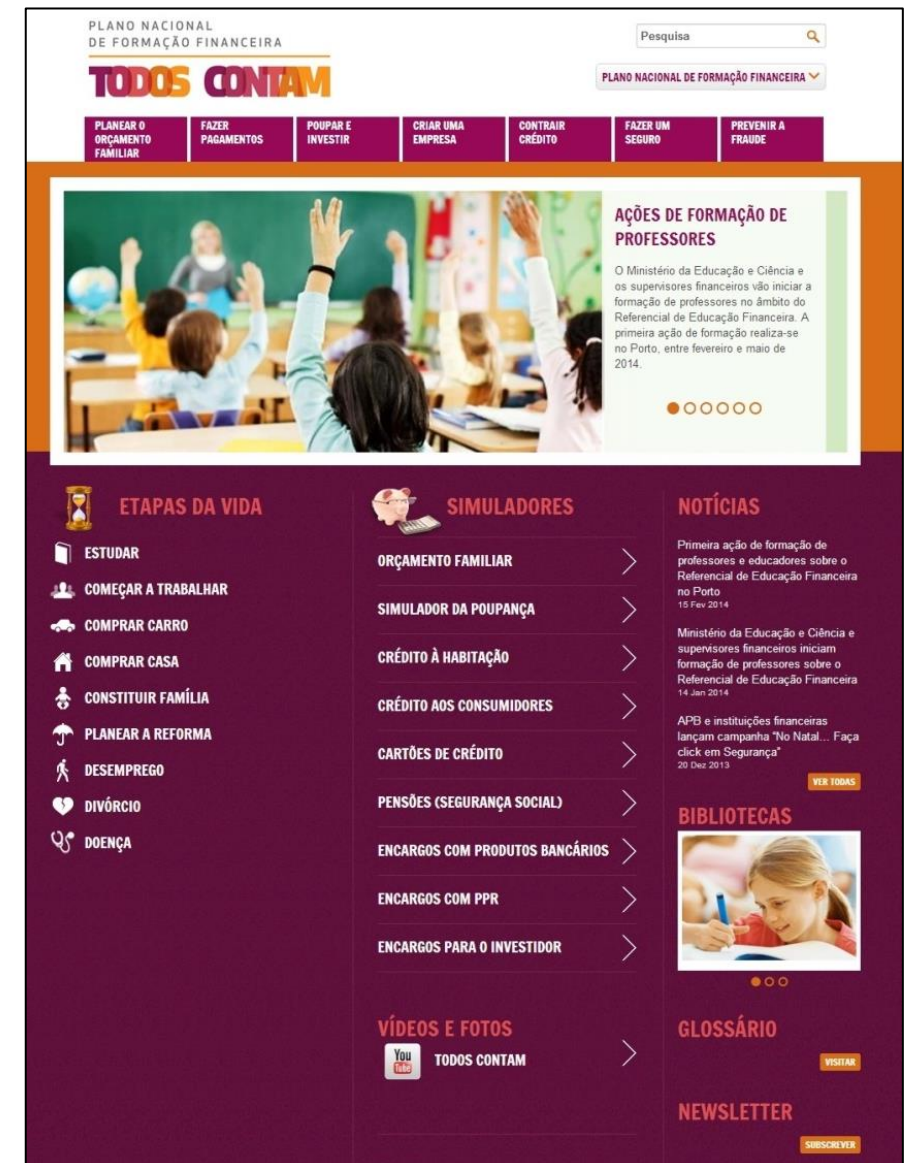 PLANO NACIONAL
DE FORMAÇÃO FINANCEIRA
TODOS CONTAM
Pesquisa
PLANO NACIONAL DE FORMAÇÃO FINANCEIRA
PLANEAR O
ORÇAMENTO
FAMILIAR
FAZER
PAGAMENTOS
POUPAR E
INVESTIR
CRIAR UMA
EMPRESA
CONTRAIR
CRÉDITO
FAZER UM
SEGURO
PREVENIR A
FRAUDE
AÇÕES DE FORMAÇÃO DE
PROFESSORES
O Ministério da Educação e Ciência e
os supervisores financeiros vão iniciar a
formação de professores no âmbito do
Referencial de Educação Financeira. A
primeira ação de formação realiza-se
no Porto, entre fevereiro e maio de
2014.
ETAPAS DA VIDA
ESTUDAR
COMEÇAR A TRABALHAR
COMPRAR CARRO
COMPRAR CASA
CONSTITUIR FAMÍLIA
PLANEAR A REFORMA
DESEMPREGO
DIVÓRCIO
DOENÇA
SIMULADORES
ORÇAMENTO FAMILIAR
SIMULADOR DA POUPANÇA
CRÉDITO À HABITAÇÃO
CRÉDITO AOS CONSUMIDORES
CARTÕES DE CRÉDITO
PENSÕES (SEGURANÇA SOCIAL)
ENCARGOS COM PRODUTOS BANCÁRIOS
ENCARGOS COM PPR
ENCARGOS PARA O INVESTIDOR
VÍDEOS E FOTOS
You
Tube
TODOS CONTAM
NOTÍCIAS
Primeira ação de formação de
professores e educadores sobre o
Referencial de Educação Financeira
no Porto
15 Fev 2014
Ministério da Educação e Ciência e
supervisores financeiros iniciam
formação de professores sobre o
Referencial de Educação Financeira
14 Jan 2014
APB e instituições financeiras
lançam campanha "No Natal... Faça
click em Segurança"
20 Dez 2013
VER TODAS
BIBLIOTECAS
GLOSSÁRIO
VISITAR
NEWSLETTER
SUBSCREVER